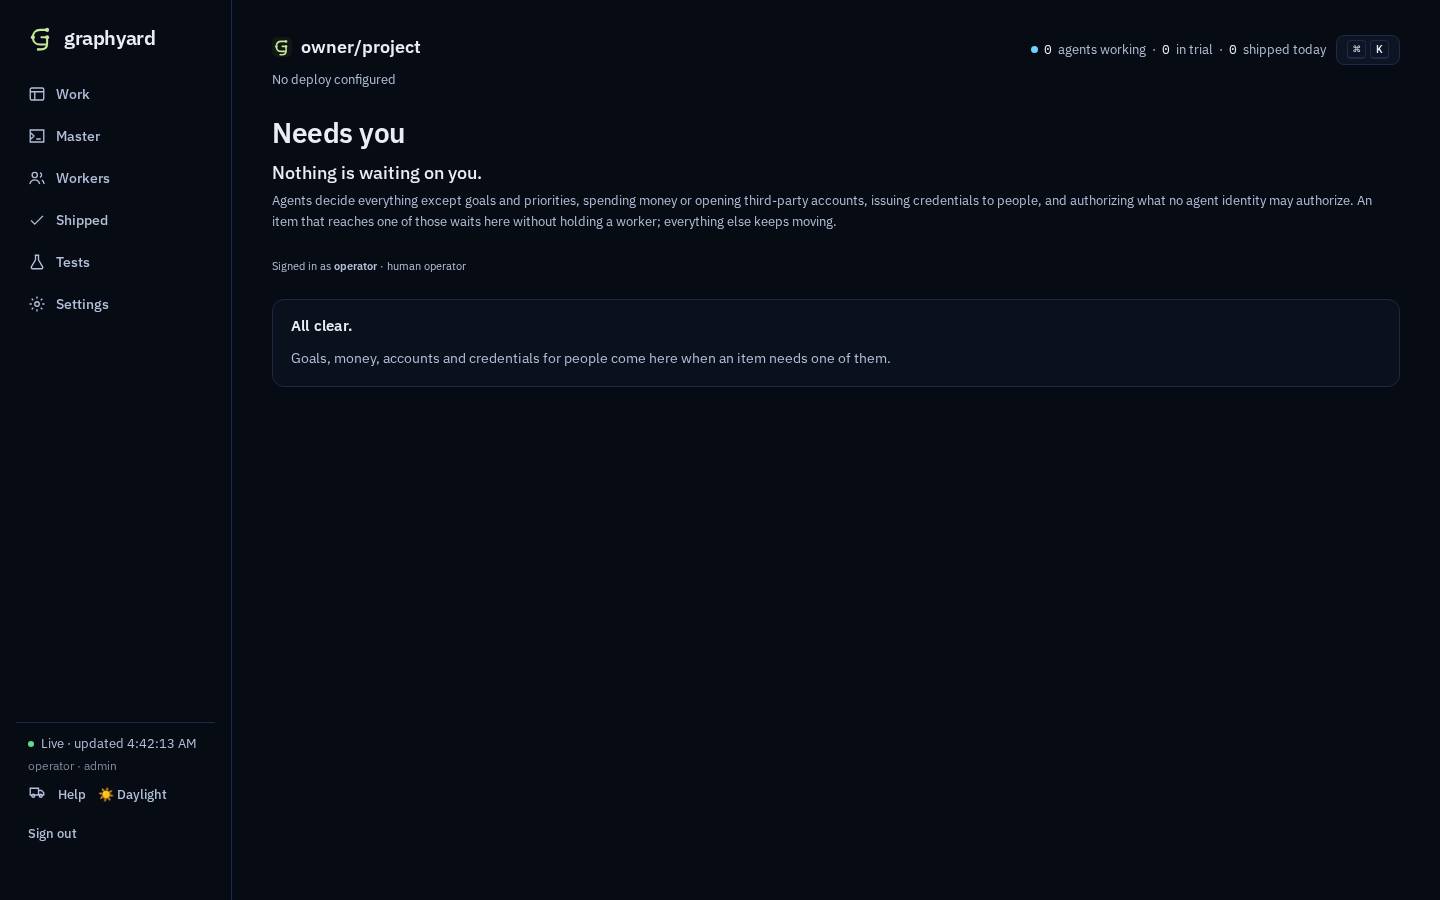 graphyard
Work
Master
Workers
Shipped
Tests
Settings
Live · updated 4:42:13 AM
operator · admin
Help ☀️ Daylight
Sign out
owner/project
0 agents working · 0 in trial · 0 shipped today ⌘ K
No deploy configured
Needs you
Nothing is waiting on you.
Agents decide everything except goals and priorities, spending money or opening third-party accounts, issuing credentials to people, and authorizing what no agent identity may authorize. An
item that reaches one of those waits here without holding a worker; everything else keeps moving.
Signed in as operator · human operator
All clear.
Goals, money, accounts and credentials for people come here when an item needs one of them.